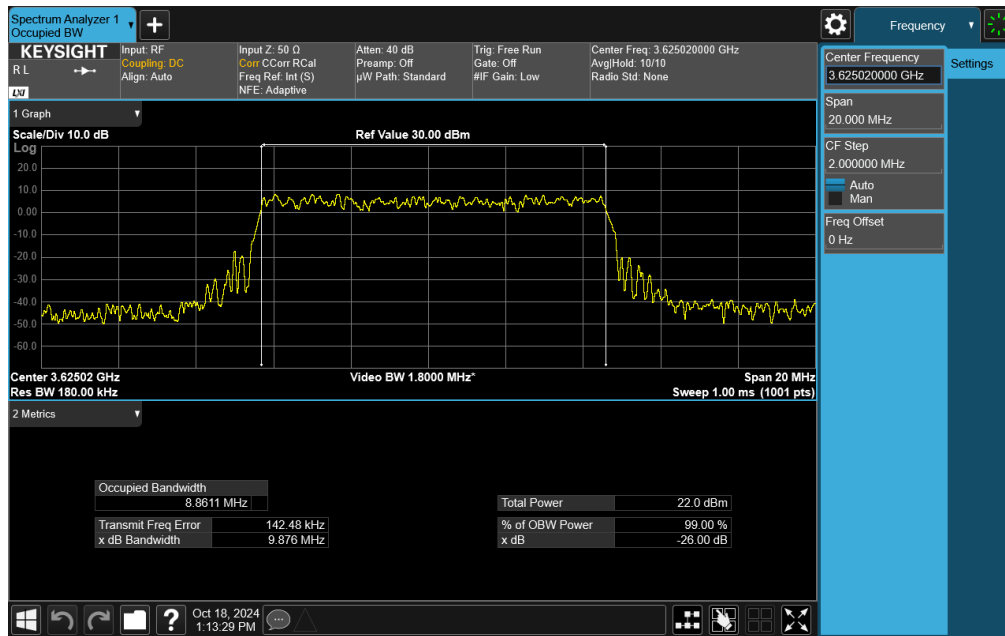 Spectrum Analyzer 1
Occupied BW
Frequency
KEYSIGHT
R L
LXI
Input: RF
Coupling: DC
Align: Auto
Input Z: 50 Ω
Corr CCorr RCal
Freq Ref: Int (S)
NFE: Adaptive
Atten: 40 dB
Preamp: Off
µW Path: Standard
Trig: Free Run
Gate: Off
#IF Gain: Low
Center Freq: 3.625020000 GHz
Avg|Hold: 10/10
Radio Std: None
Center Frequency
3.625020000 GHz
Settings
Span
20.000 MHz
CF Step
2.000000 MHz
Auto
Man
Freq Offset
0 Hz
1 Graph
Scale/Div 10.0 dB
Ref Value 30.00 dBm
Log
20.0
10.0
0.00
-10.0
-20.0
-30.0
-40.0
-50.0
-60.0
Center 3.62502 GHz
Video BW 1.8000 MHz*
Span 20 MHz
Res BW 180.00 kHz
Sweep 1.00 ms (1001 pts)
2 Metrics
Occupied Bandwidth
8.8611 MHz
Total Power 22.0 dBm
Transmit Freq Error 142.48 kHz
% of OBW Power 99.00 %
x dB Bandwidth 9.876 MHz
x dB -26.00 dB
?
Oct 18, 2024
1:13:29 PM